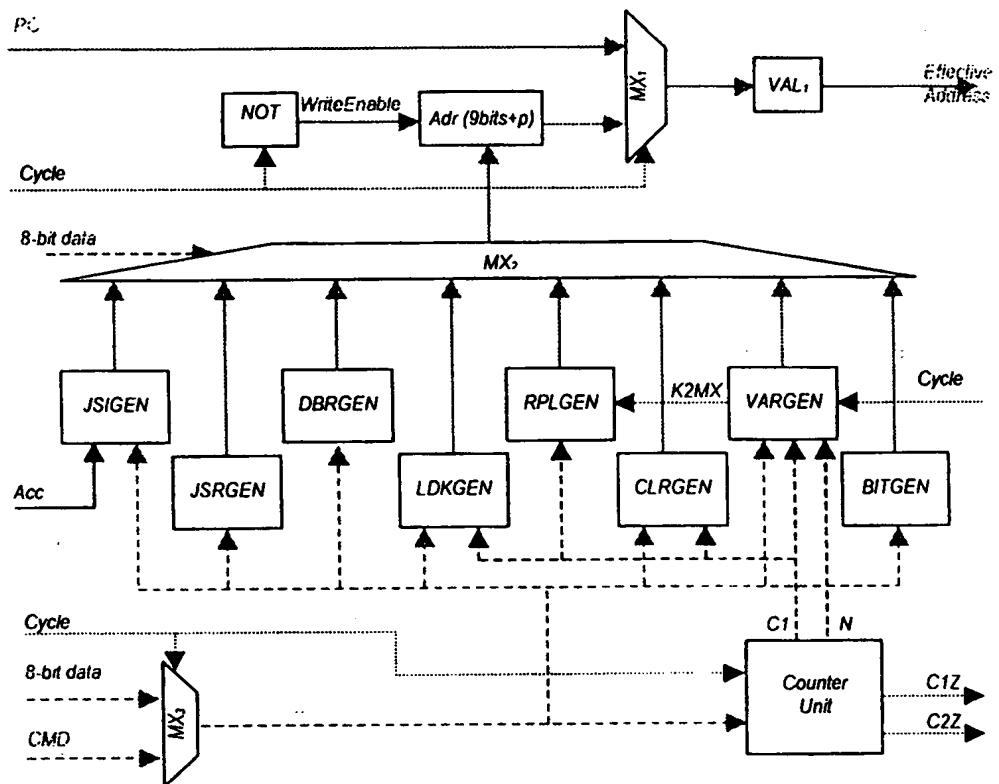 PC
MX₁
VAL₁
Effective
Address
NOT
WriteEnable
Adr (9bits+p)
Cycle
8-bit data
MX₂
JSIGEN
DBRGEN
RPLGEN
K2MX
VARGEN
Cycle
Acc
JSRGEN
LDKGEN
CLRGEN
BITGEN
Cycle
C1
N
8-bit data
MX₃
CMD
Counter
Unit
C1Z
C2Z